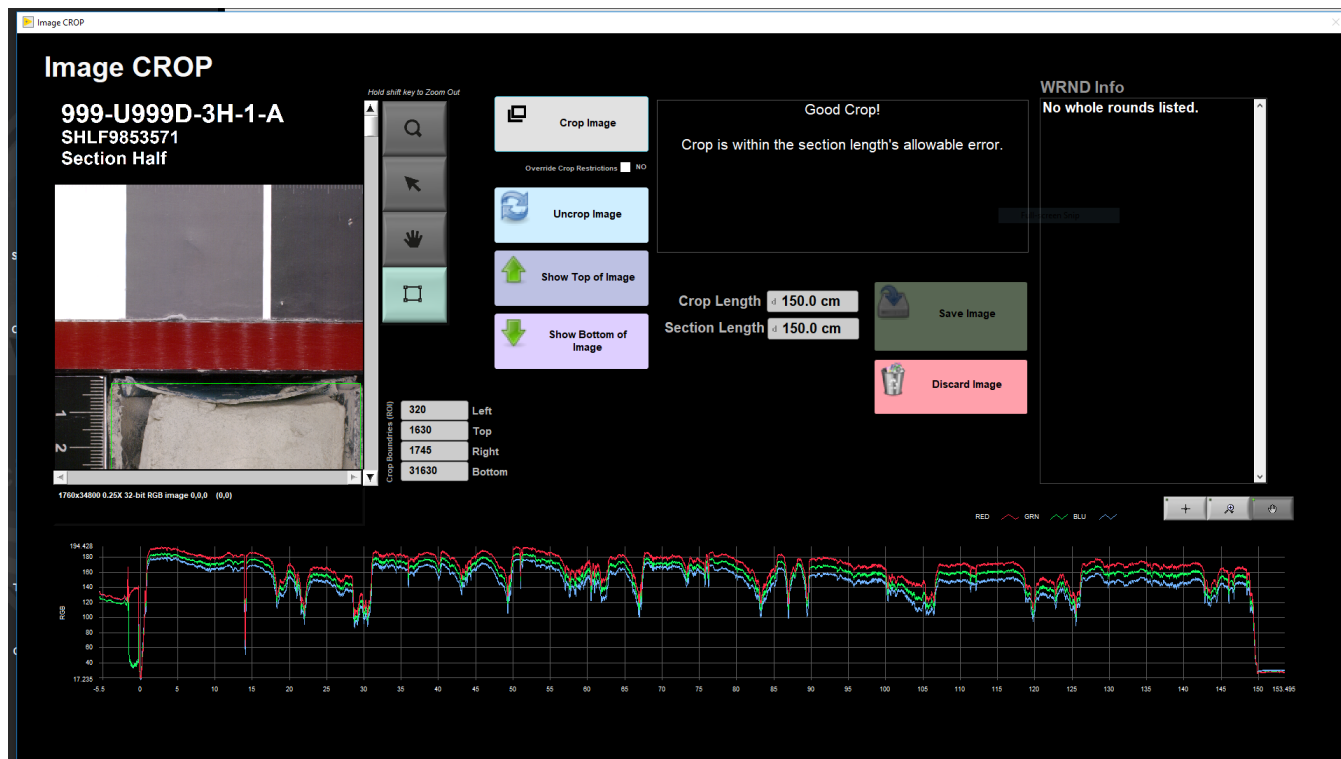 Image CROP
Image CROP
999-U999D-3H-1-A
SHLF9853571
Section Half
Hold shift key to Zoom Out
Crop Image
Override Crop Restrictions NO
Uncrop Image
Show Top of Image
Show Bottom of
Image
Good Crop!
Crop is within the section length's allowable error.
WRND Info
No whole rounds listed.
Crop Length d 150.0 cm
Section Length d 150.0 cm
Save Image
Discard Image
1
2
Crop Boundries (ROI)
320 Left
1630 Top
1745 Right
31630 Bottom
1760x34800 0.25X 32-bit RGB image 0,0,0 (0,0)
RED GRN BLU
RGB
194.428
180
160
140
120
100
80
60
40
17.235
-5.5 0 5 10 15 20 25 30 35 40 45 50 55 60 65 70 75 80 85 90 95 100 105 110 115 120 125 130 135 140 145 150 153.495